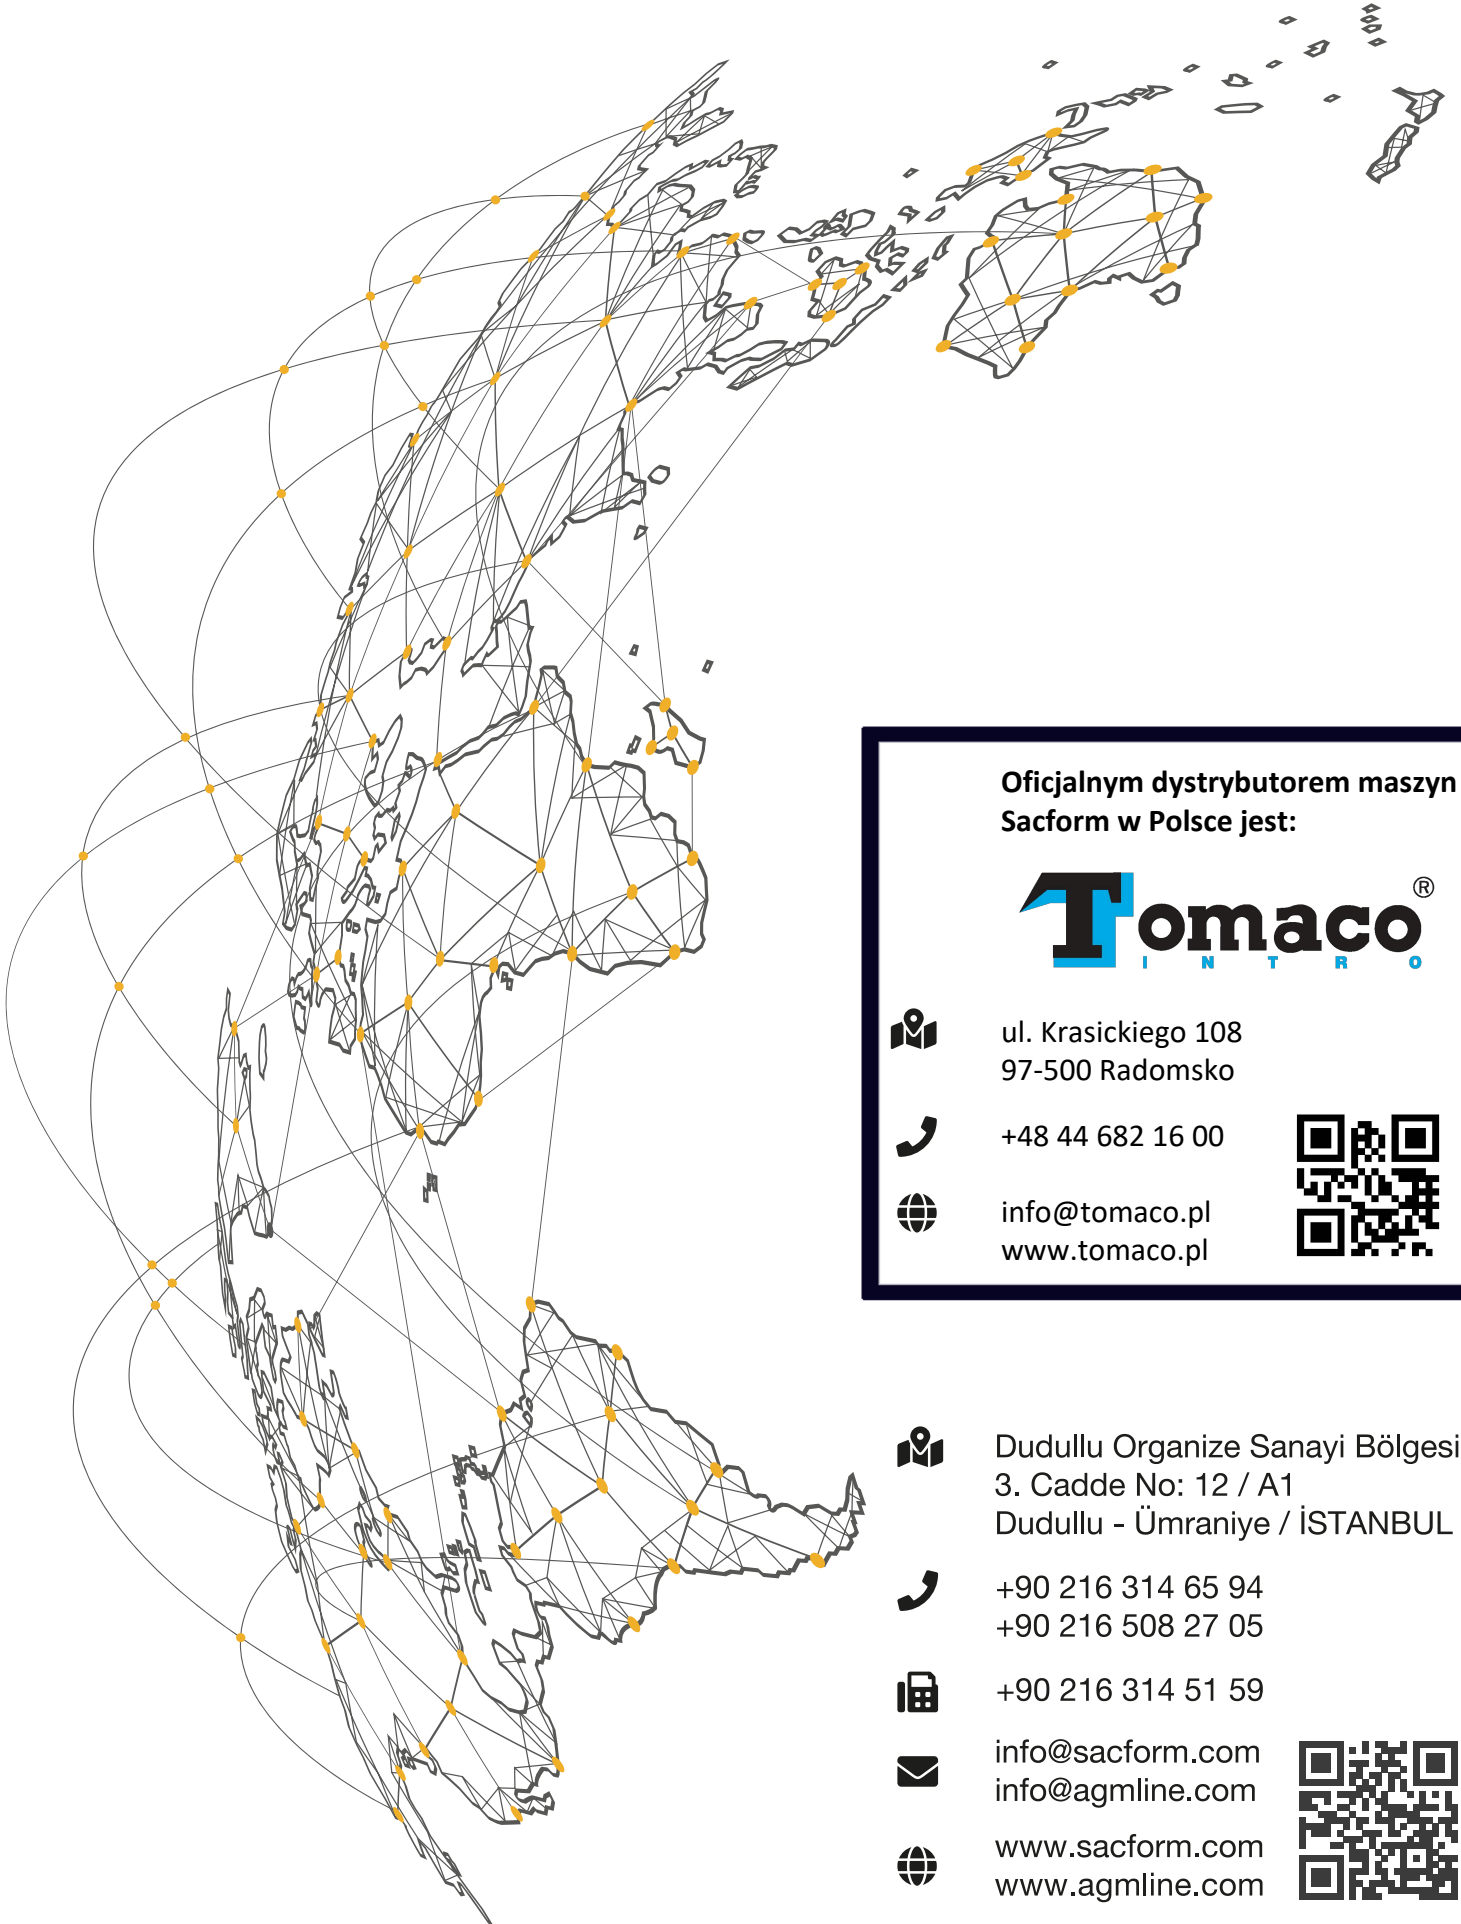 Oficjalnym dystrybutorem maszyn
Sacform w Polsce jest:
Tomaco®
INTRO
ul. Krasickiego 108
97-500 Radomsko
+48 44 682 16 00
info@tomaco.pl
www.tomaco.pl
Dudullu Organize Sanayi Bölgesi
3. Cadde No: 12 / A1
Dudullu - Ümraniye / İSTANBUL
+90 216 314 65 94
+90 216 508 27 05
+90 216 314 51 59
info@sacform.com
info@agmline.com
www.sacform.com
www.agmline.com